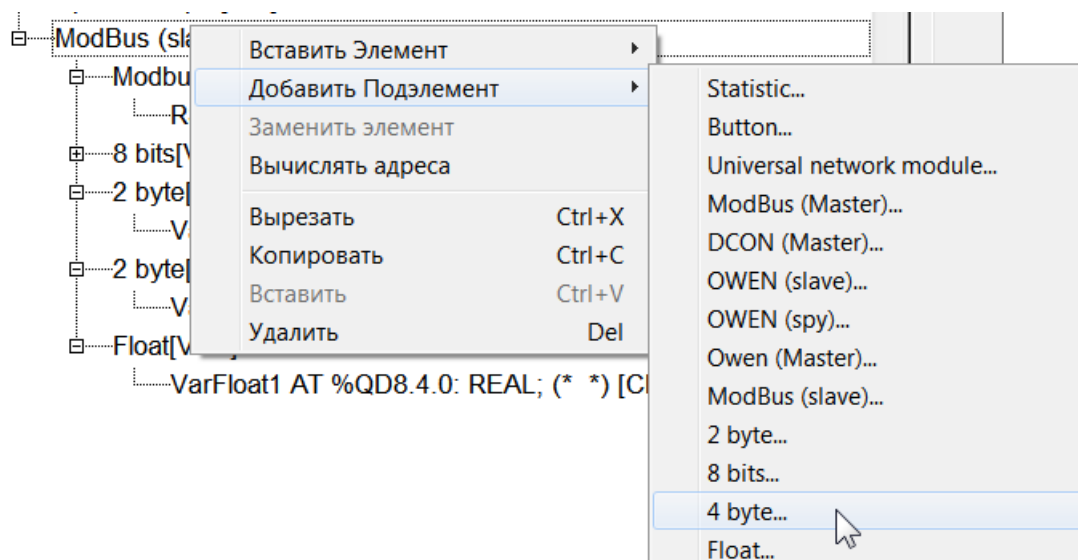 ModBus (sla
Modbu
R
8 bits[V
2 byte[
Va
2 byte[
Va
Float[V
VarFloat1 AT %QD8.4.0: REAL; (* *) [C
Вставить Элемент
Добавить Подэлемент
Заменить элемент
Вычислять адреса
Вырезать Ctrl+X
Копировать Ctrl+C
Вставить Ctrl+V
Удалить Del
Statistic...
Button...
Universal network module...
ModBus (Master)...
DCON (Master)...
OWEN (slave)...
OWEN (spy)...
Owen (Master)...
ModBus (slave)...
2 byte...
8 bits...
4 byte...
Float...